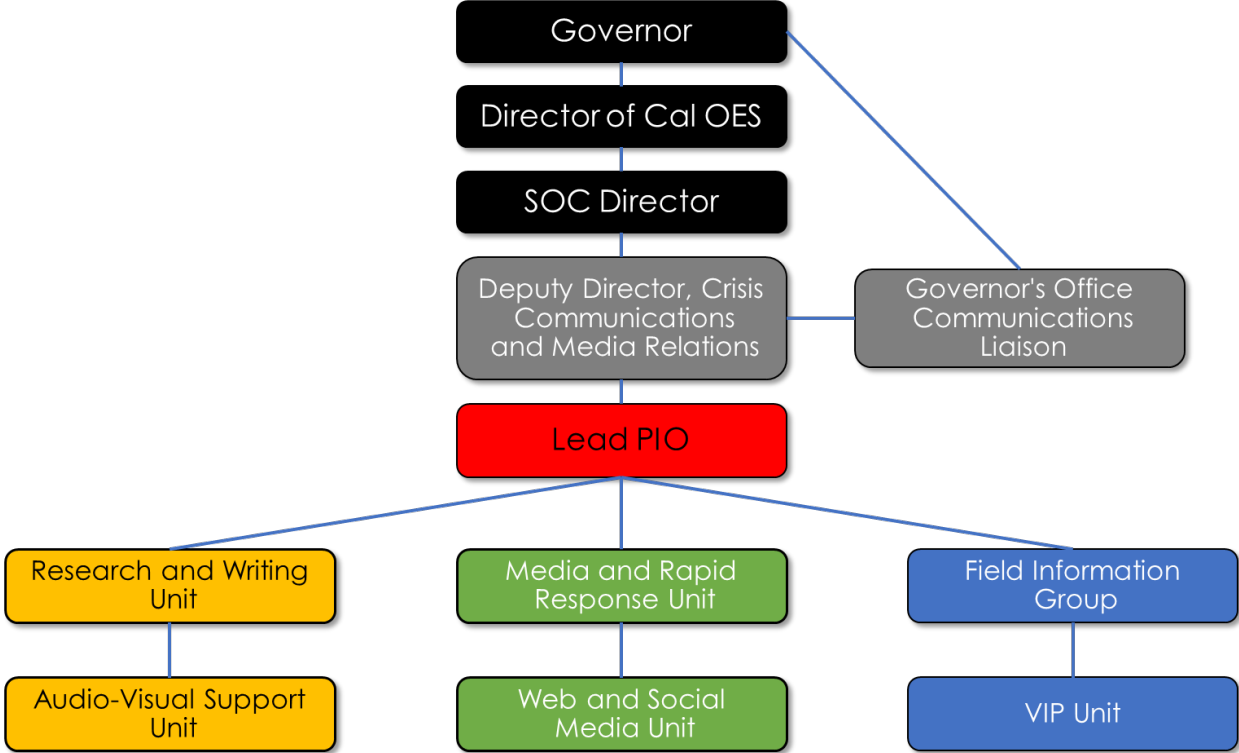 Governor
Director of Cal OES
SOC Director
Deputy Director, Crisis
Communications
and Media Relations
Governor's Office
Communications
Liaison
Lead PIO
Research and Writing
Unit
Media and Rapid
Response Unit
Field Information
Group
Audio-Visual Support
Unit
Web and Social
Media Unit
VIP Unit